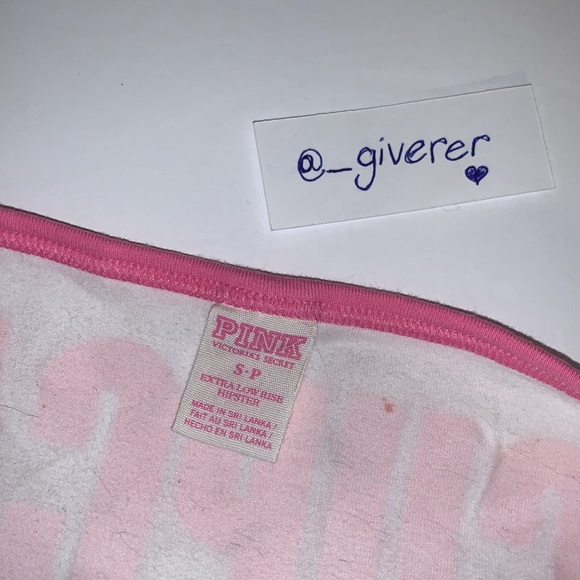 @_giverer
PINK
VICTORIA'S SECRET
S·P
EXTRA LOW RISE
HIPSTER
MADE IN SRI LANKA /
FAIT AU SRI LANKA /
HECHO EN SRI LANKA